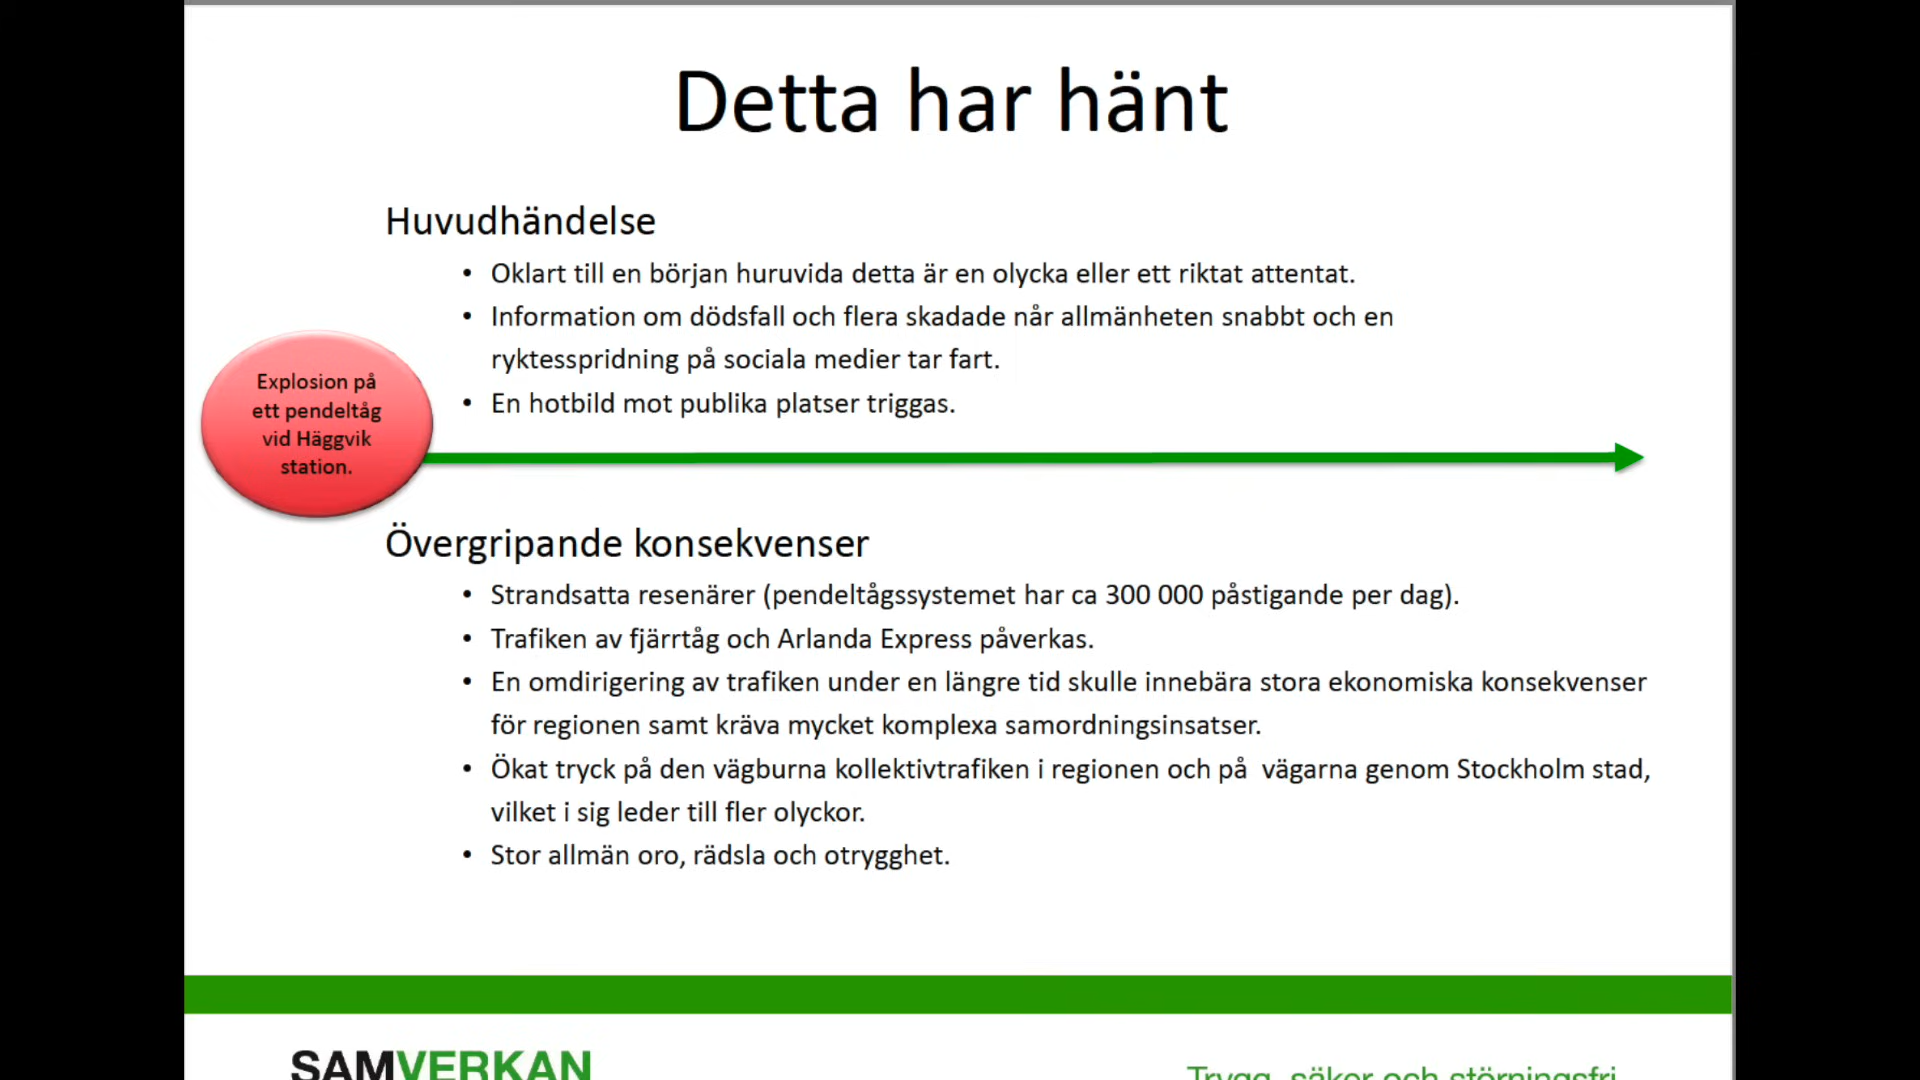 Detta har hänt
Huvudhändelse
• Oklart till en början huruvida detta är en olycka eller ett riktat attentat.
• Information om dödsfall och flera skadade når allmänheten snabbt och en
ryktesspridning på sociala medier tar fart.
• En hotbild mot publika platser triggas.
Explosion på
ett pendeltåg
vid Häggvik
station.
Övergripande konsekvenser
• Strandsatta resenärer (pendeltågssystemet har ca 300 000 påstigande per dag).
• Trafiken av fjärrtåg och Arlanda Express påverkas.
• En omdirigering av trafiken under en längre tid skulle innebära stora ekonomiska konsekvenser
för regionen samt kräva mycket komplexa samordningsinsatser.
• Ökat tryck på den vägburna kollektivtrafiken i regionen och på vägarna genom Stockholm stad,
vilket i sig leder till fler olyckor.
• Stor allmän oro, rädsla och otrygghet.
SAMVERKAN
Trygg, säker och störningsfri